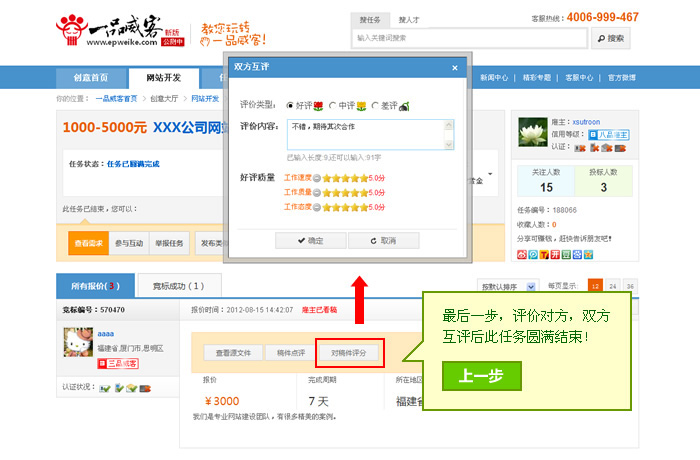 一品威客
www.epweike.com
新版
公测中
教您玩转
一品威客!
搜任务 搜人才
客服热线: 4006-999-467
输入关键词搜索
搜索
创意首页
网站开发
新闻中心 | 精彩专题 | 客服中心 | 官方微博
你的位置: 一品威客首页 > 创意大厅 > 网站开发 >
1000-5000元 XXX公司网站
任务状态: 任务已圆满完成
赏金
此任务已结束,您可以:
查看需求
参与互动
举报任务
双方互评
×
评价类型:
好评
中评
差评
评价内容:
不错,期待其次合作
已输入长度:9,还可以输入:91字
好评质量
工作速度 5.0分
工作质量 5.0分
工作态度 5.0分
确定
取消
雇主: xsutroon
信用等级: 八品雇主
认证:
关注人数
15
投标人数
3
任务编号: 188066
收藏人数: 0
分享可赚钱,赶快告诉朋友吧!
所有报价(3)
竞标成功 ( 1 )
按默认排序
每页显示:
12 24 36
竞标编号: 570470
报价时间: 2012-08-15 14:42:07 雇主已看稿
aaaa
福建省,厦门市,思明区
三品威客
认证状况:
查看源文件
稿件点评
对稿件评分
报价
¥3000
完成周期
7 天
所在地区
福建省
我们是专业网站建设团队,有很多精美的案例。
最后一步,评价对方,双方
互评后此任务圆满结束!
上一步